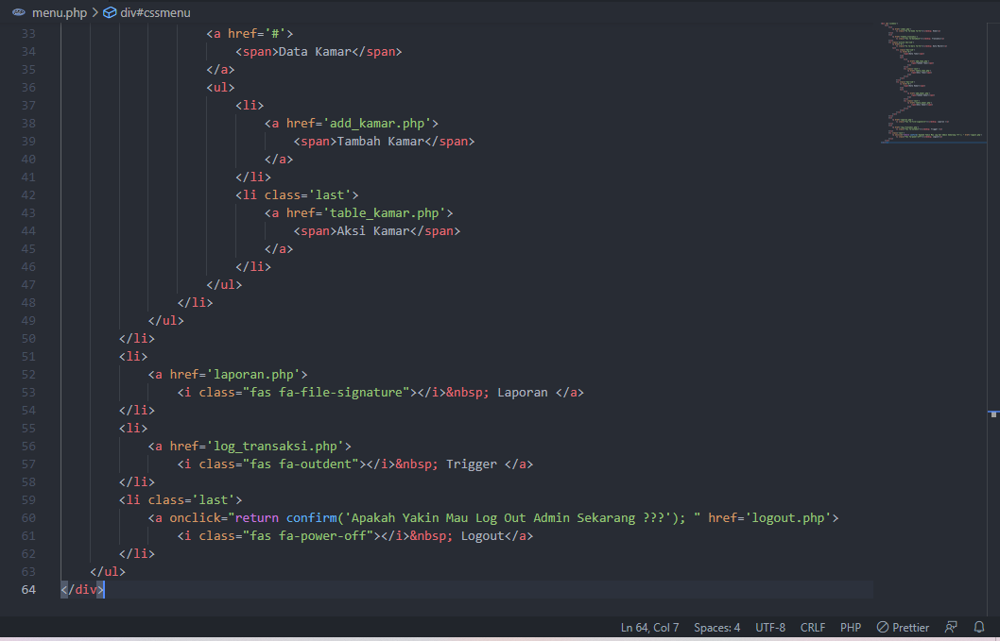 menu.php > div#cssmenu
33 <a href='#'>
34 <span>Data Kamar</span>
35 </a>
36 <ul>
37 <li>
38 <a href='add_kamar.php'>
39 <span>Tambah Kamar</span>
40 </a>
41 </li>
42 <li class='last'>
43 <a href='table_kamar.php'>
44 <span>Aksi Kamar</span>
45 </a>
46 </li>
47 </ul>
48 </li>
49 </ul>
50 </li>
51 <li>
52 <a href='laporan.php'>
53 <i class="fas fa-file-signature"></i>&nbsp; Laporan </a>
54 </li>
55 <li>
56 <a href='log_transaksi.php'>
57 <i class="fas fa-outdent"></i>&nbsp; Trigger </a>
58 </li>
59 <li class='last'>
60 <a onclick="return confirm('Apakah Yakin Mau Log Out Admin Sekarang ???'); " href='logout.php'>
61 <i class="fas fa-power-off"></i>&nbsp; Logout</a>
62 </li>
63 </ul>
64 </div>
Ln 64, Col 7 Spaces: 4 UTF-8 CRLF PHP Prettier